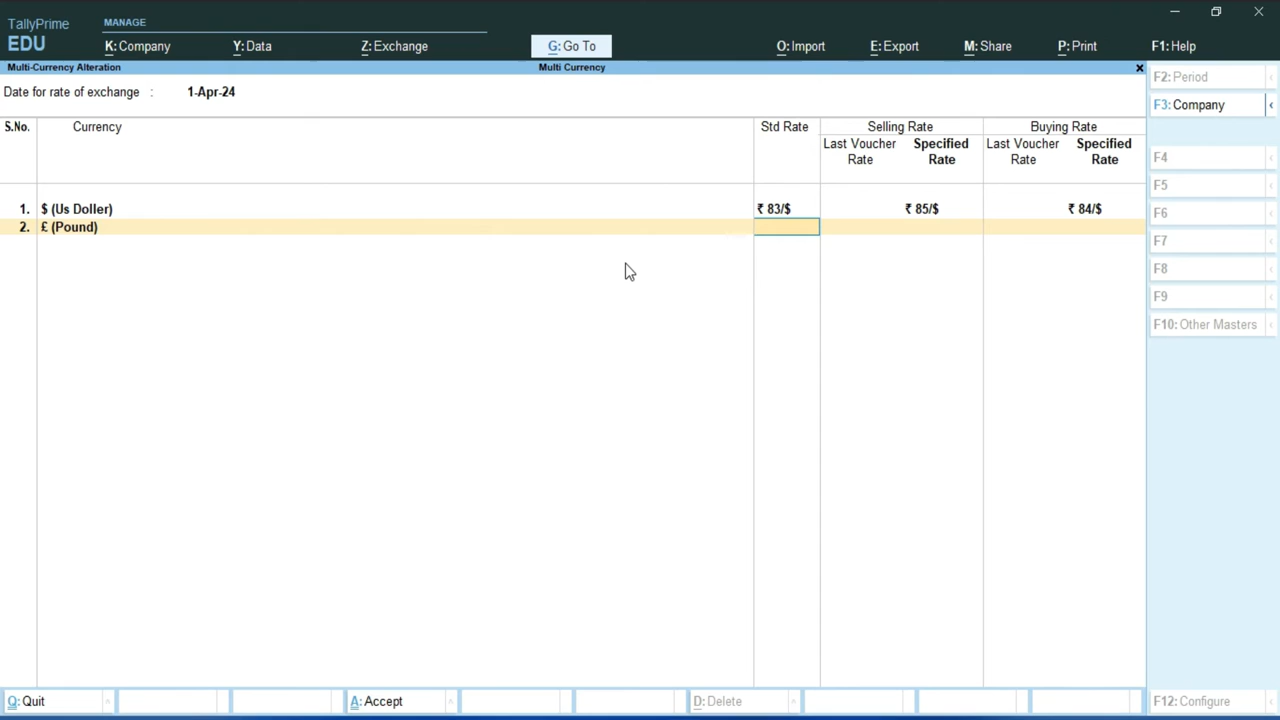 TallyPrime
EDU
MANAGE
K: Company Y: Data Z: Exchange G: Go To O: Import E: Export M: Share P: Print F1: Help
Multi-Currency Alteration Multi Currency x
Date for rate of exchange : 1-Apr-24
S.No. Currency Std Rate Selling Rate Buying Rate
Last Voucher Rate Specified Rate Last Voucher Rate Specified Rate
1. $ (Us Doller) ₹ 83/$ ₹ 85/$ ₹ 84/$
2. £ (Pound)
F2: Period
F3: Company
F4
F5
F6
F7
F8
F9
F10: Other Masters
Q: Quit A: Accept D: Delete F12: Configure